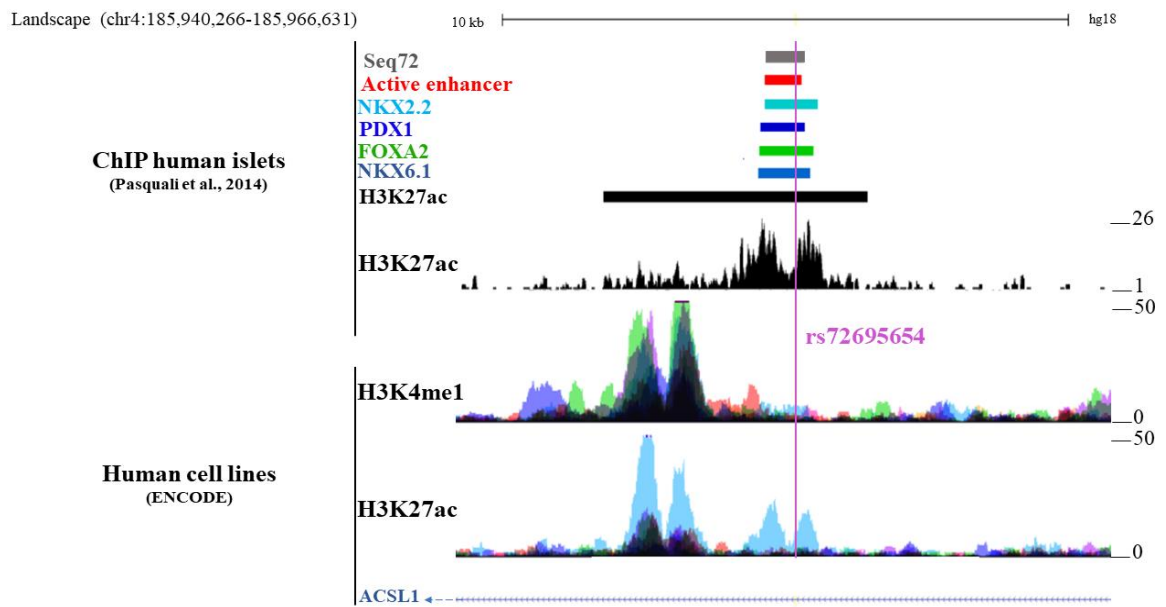 Landscape (chr4:185,940,266-185,966,631)
10 kb
hg18
Seq72
Active enhancer
NKX2.2
PDX1
FOXA2
NKX6.1
H3K27ac
ChIP human islets
(Pasquali et al., 2014)
H3K27ac
26
1
50
rs72695654
H3K4me1
0
50
Human cell lines
(ENCODE)
H3K27ac
0
ACSL1